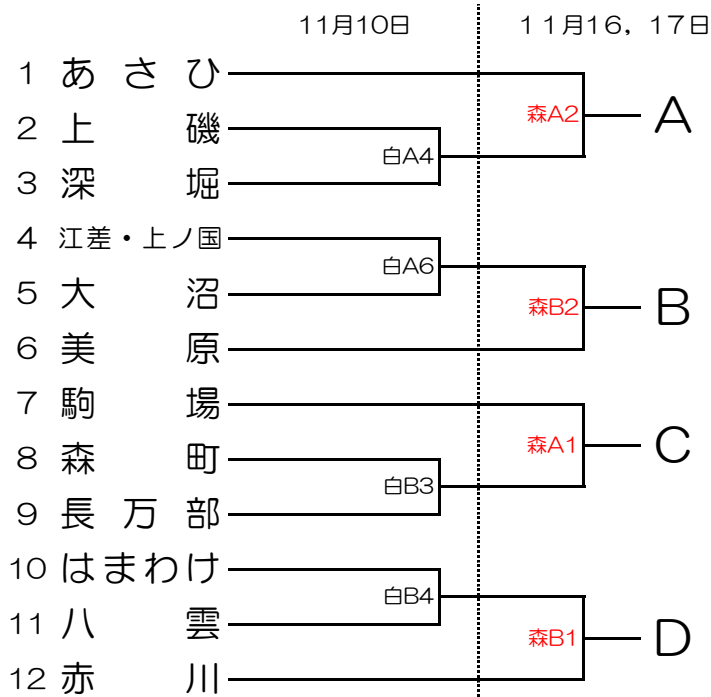 11月10日 11月16，17日
1 あさひ
森A2 A
2 上磯
白A4
3 深堀
4 江差・上ノ国
白A6
5 大沼
森B2 B
6 美原
7 駒場
森A1 C
8 森町
白B3
9 長万部
10 はまわけ
白B4
11 八雲
森B1 D
12 赤川